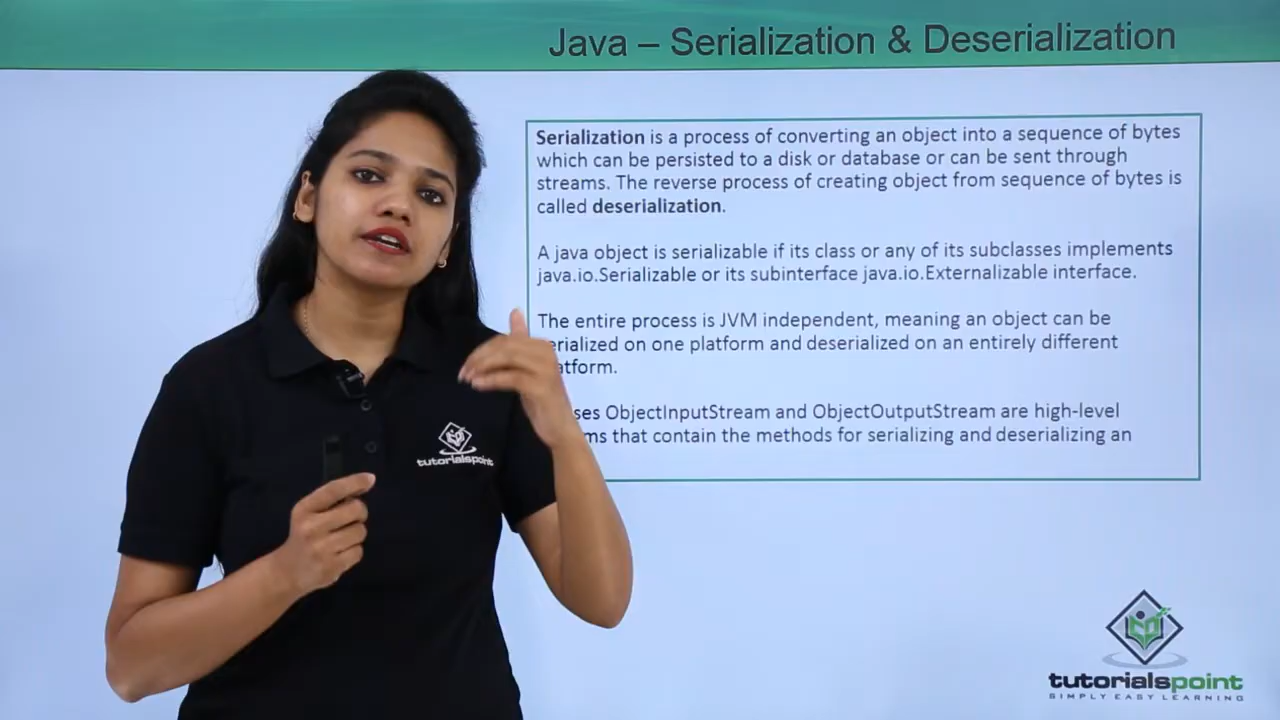 Java – Serialization & Deserialization
Serialization is a process of converting an object into a sequence of bytes
which can be persisted to a disk or database or can be sent through
streams. The reverse process of creating object from sequence of bytes is
called deserialization.
A java object is serializable if its class or any of its subclasses implements
java.io.Serializable or its subinterface java.io.Externalizable interface.
The entire process is JVM independent, meaning an object can be
erialized on one platform and deserialized on an entirely different
atform.
ses ObjectInputStream and ObjectOutputStream are high-level
ms that contain the methods for serializing and deserializing an
tutorialspoint
tutorialspoint
SIMPLY EASY LEARNING